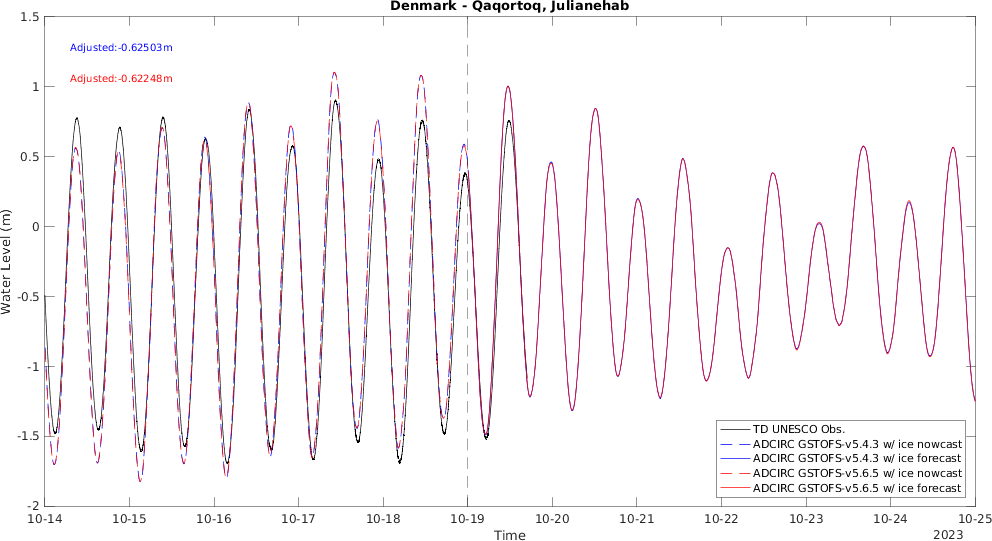 Denmark - Qaqortoq, Julianehab
Adjusted:-0.62503m
Adjusted:-0.62248m
Water Level (m)
1.5
1
0.5
0
-0.5
-1
-1.5
-2
TD UNESCO Obs.
ADCIRC GSTOFS-v5.4.3 w/ ice nowcast
ADCIRC GSTOFS-v5.4.3 w/ ice forecast
ADCIRC GSTOFS-v5.6.5 w/ ice nowcast
ADCIRC GSTOFS-v5.6.5 w/ ice forecast
10-14 10-15 10-16 10-17 10-18 10-19 10-20 10-21 10-22 10-23 10-24 10-25
Time
2023